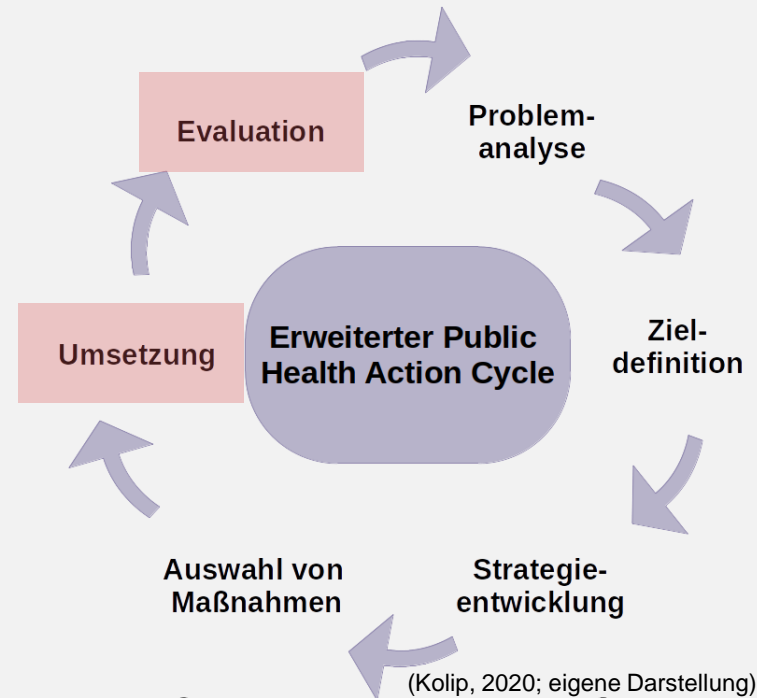 Evaluation
Problem-
analyse
Erweiterter Public
Health Action Cycle
Ziel-
definition
Umsetzung
Auswahl von
Maßnahmen
Strategie-
entwicklung
(Kolip, 2020; eigene Darstellung)